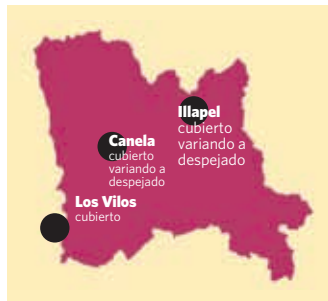 Illapel
cubierto
variando a
despejado
Canela
cubierto
variando a
despejado
Los Vilos
cubierto